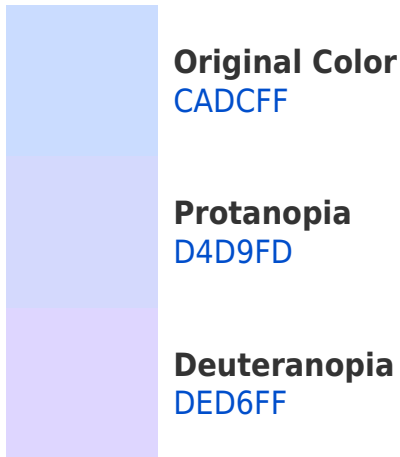 Original Color
CADCFF
Protanopia
D4D9FD
Deuteranopia
DED6FF